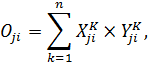 $O_{ji} = \sum_{k=1}^{n} X_{ji}^{K} \times Y_{ji}^{K},$